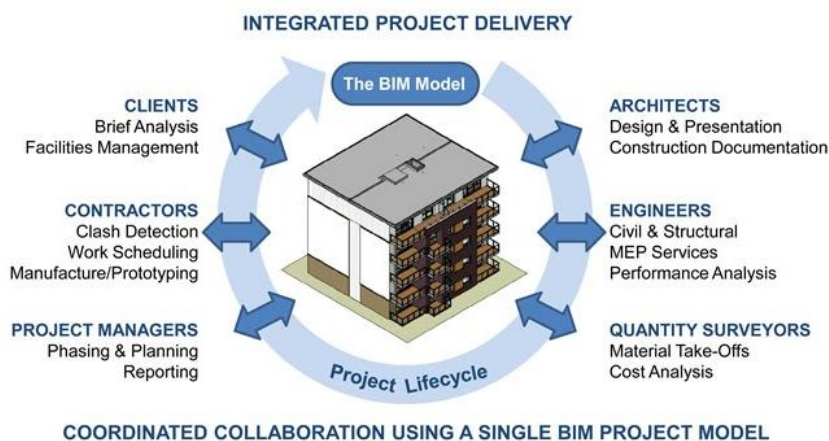 INTEGRATED PROJECT DELIVERY
The BIM Model
CLIENTS
Brief Analysis
Facilities Management
ARCHITECTS
Design & Presentation
Construction Documentation
CONTRACTORS
Clash Detection
Work Scheduling
Manufacture/Prototyping
ENGINEERS
Civil & Structural
MEP Services
Performance Analysis
PROJECT MANAGERS
Phasing & Planning
Reporting
QUANTITY SURVEYORS
Material Take-Offs
Cost Analysis
Project Lifecycle
COORDINATED COLLABORATION USING A SINGLE BIM PROJECT MODEL